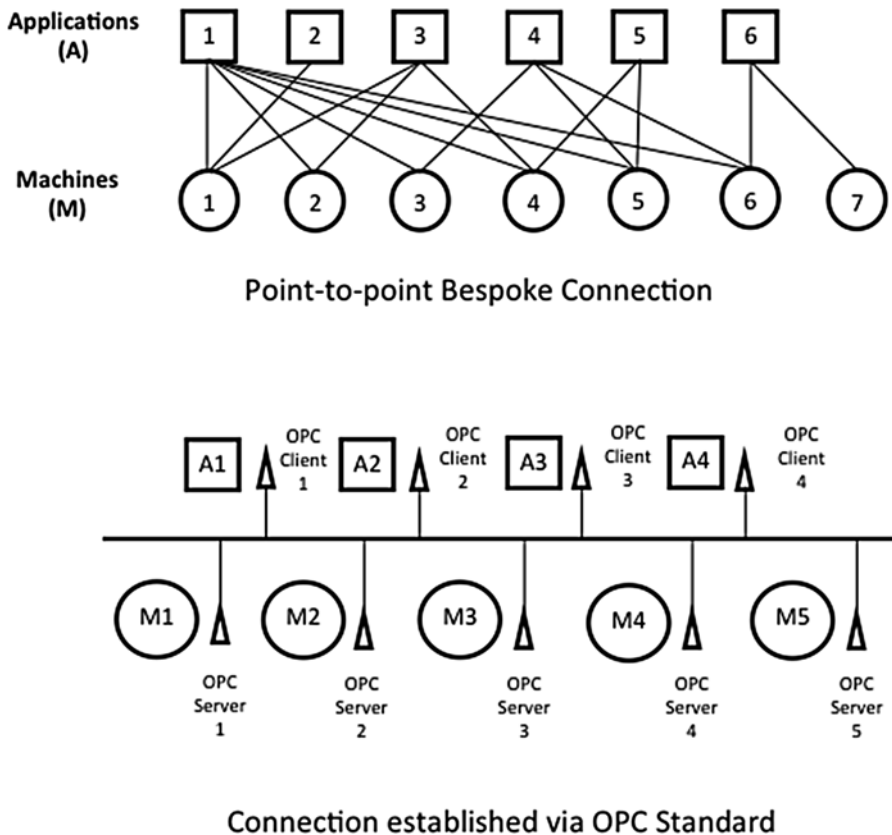 Applications
(A)
1 2 3 4 5 6
Machines
(M)
1 2 3 4 5 6 7
Point-to-point Bespoke Connection
A1
OPC
Client
1
A2
OPC
Client
2
A3
OPC
Client
3
A4
OPC
Client
4
M1
M2
M3
M4
M5
OPC
Server
1
OPC
Server
2
OPC
Server
3
OPC
Server
4
OPC
Server
5
Connection established via OPC Standard